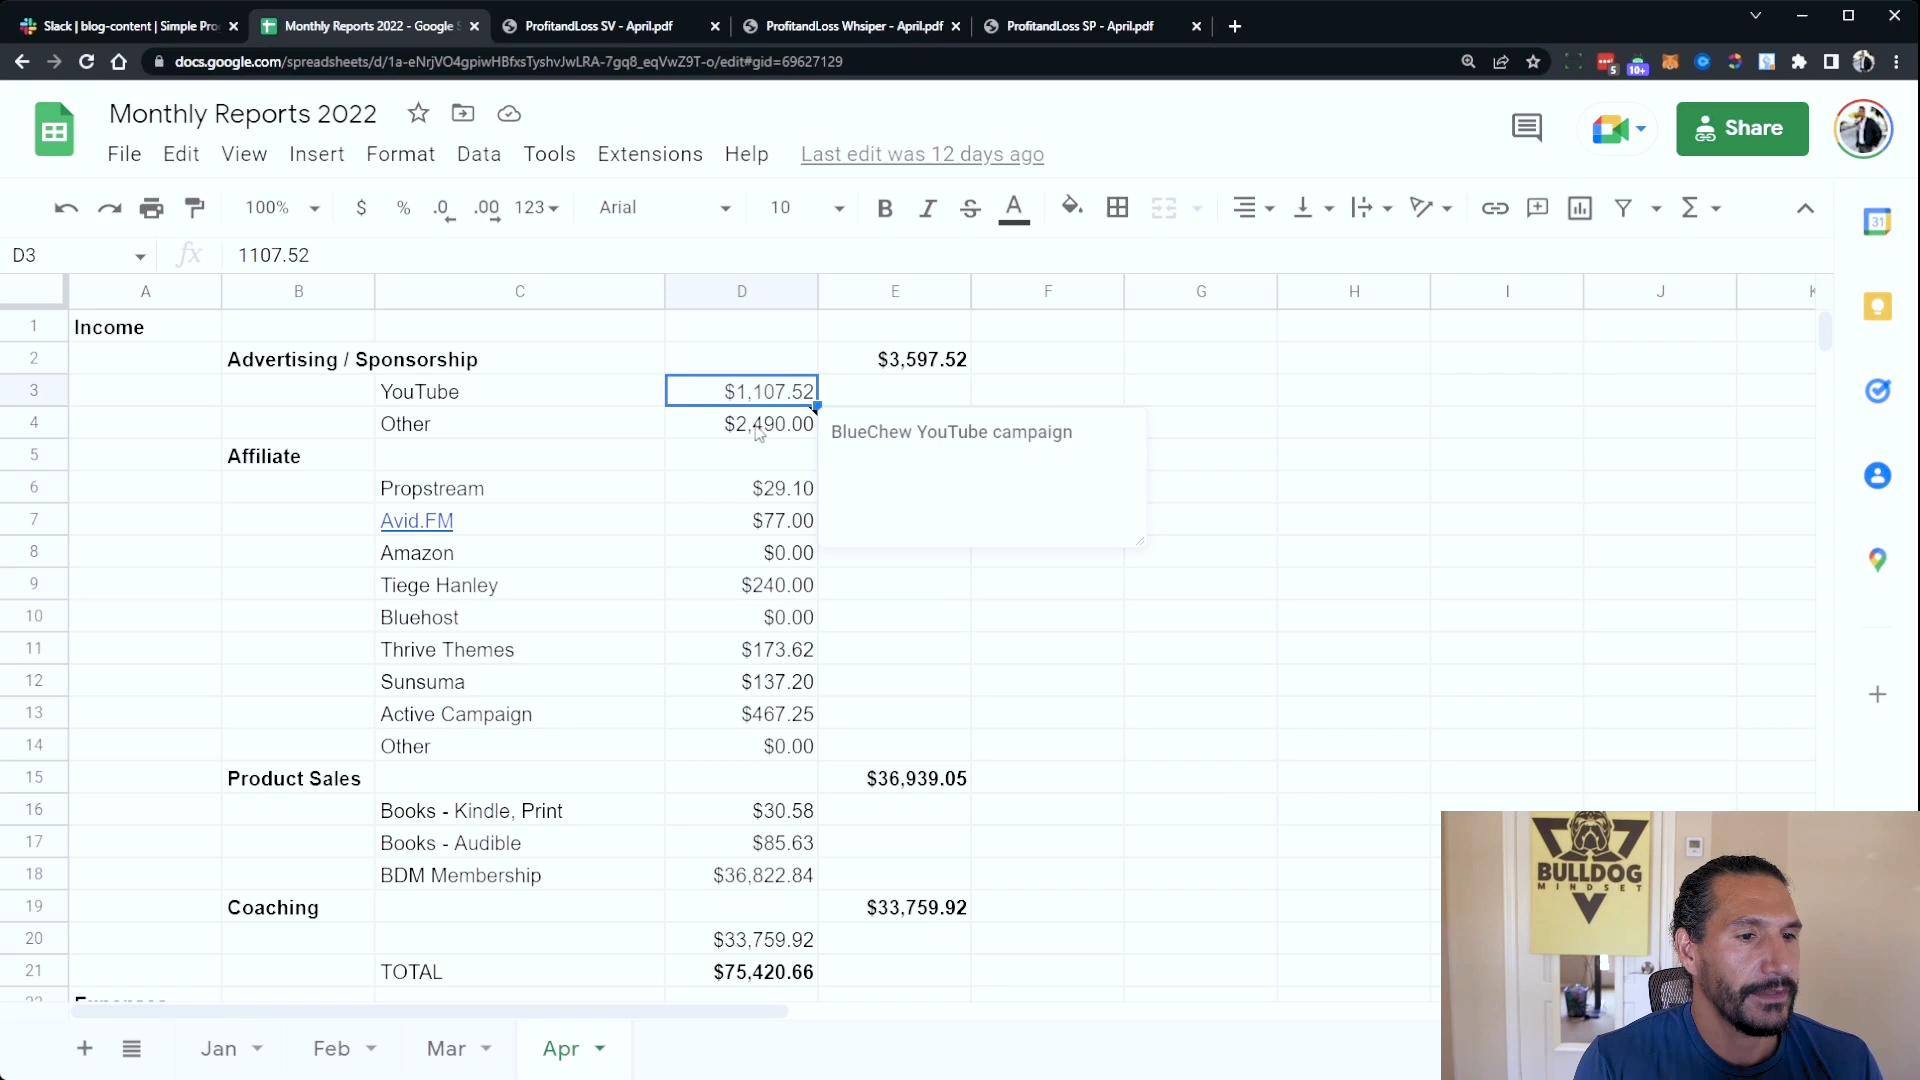 Slack | blog-content | Simple Pro
Monthly Reports 2022 - Google S
ProfitandLoss SV - April.pdf
ProfitandLoss Whsiper - April.pdf
ProfitandLoss SP - April.pdf
docs.google.com/spreadsheets/d/1a-eNrjVO4gpiwHBfxsTyshvJwLRA-7gq8_eqVwZ9T-o/edit#gid=69627129
5
10+
Monthly Reports 2022
Share
File Edit View Insert Format Data Tools Extensions Help Last edit was 12 days ago
100% $ % .0 .00 123 Arial 10 B I S A
31
D3 fx 1107.52
A B C D E F G H I J
1 Income
2 Advertising / Sponsorship $3,597.52
3 YouTube $1,107.52
4 Other $2,490.00
BlueChew YouTube campaign
5 Affiliate
6 Propstream $29.10
7 Avid.FM $77.00
8 Amazon $0.00
9 Tiege Hanley $240.00
10 Bluehost $0.00
11 Thrive Themes $173.62
12 Sunsuma $137.20
13 Active Campaign $467.25
14 Other $0.00
15 Product Sales $36,939.05
16 Books - Kindle, Print $30.58
17 Books - Audible $85.63
18 BDM Membership $36,822.84
19 Coaching $33,759.92
20 $33,759.92
21 TOTAL $75,420.66
BULLDOG
MINDSET
Jan Feb Mar Apr